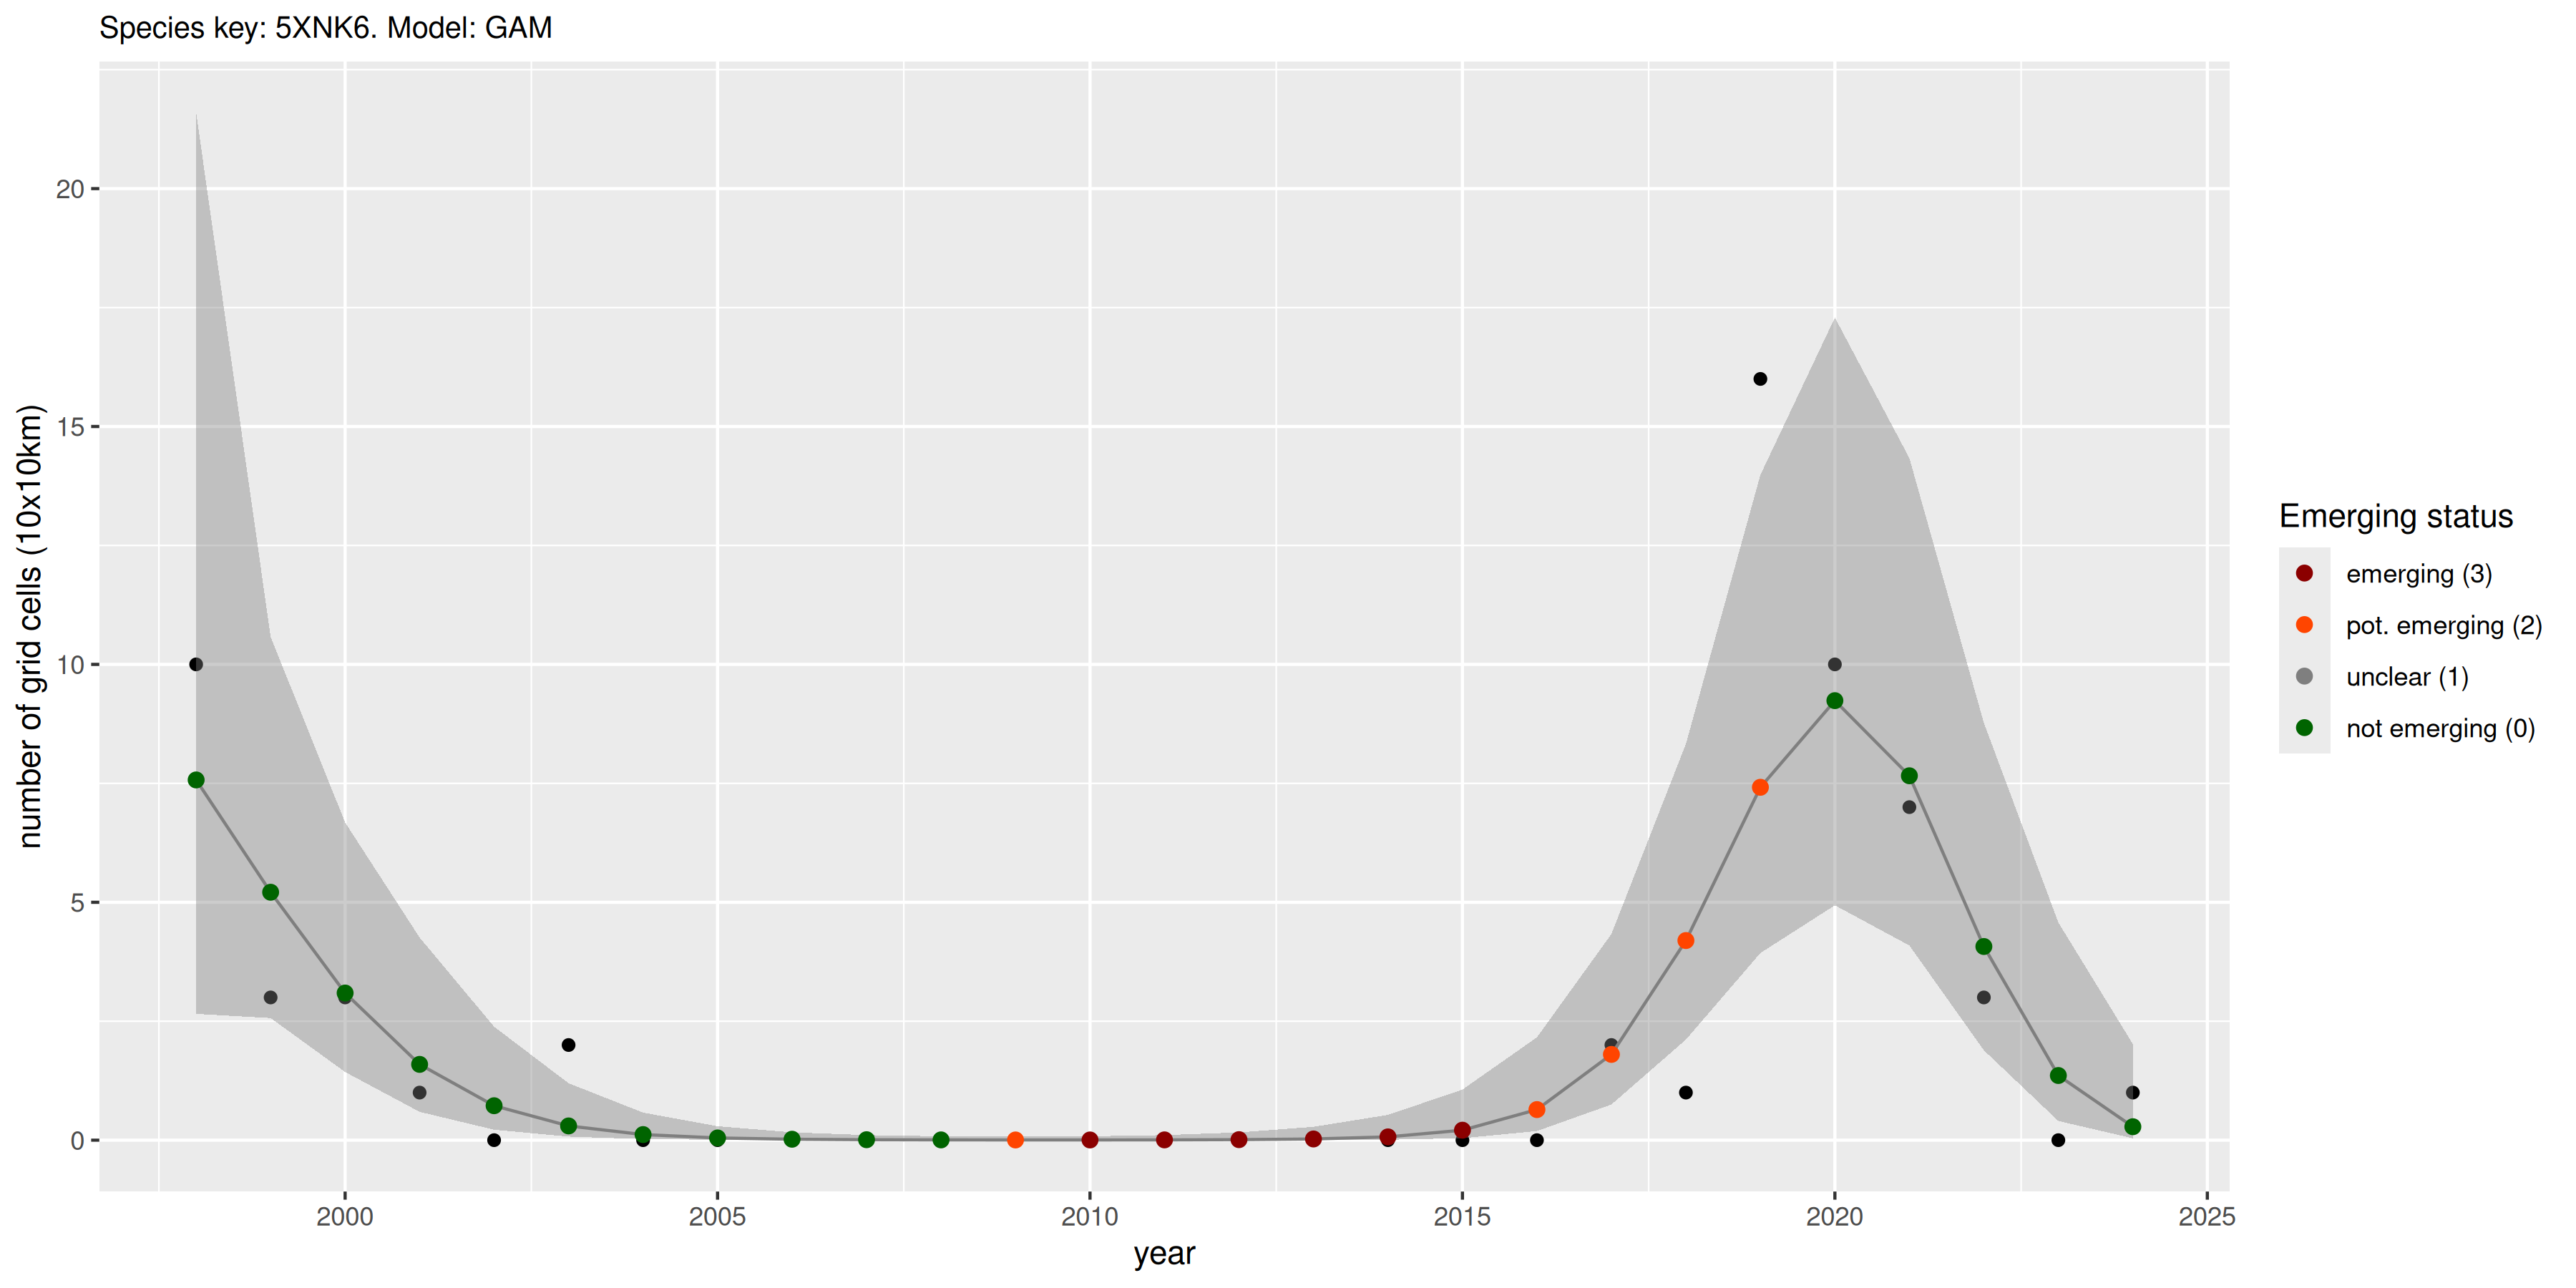 Species key: 5XNK6. Model: GAM
number of grid cells (10x10km)
20
15
10
5
0
2000
2005
2010
2015
2020
2025
year
Emerging status
emerging (3)
pot. emerging (2)
unclear (1)
not emerging (0)